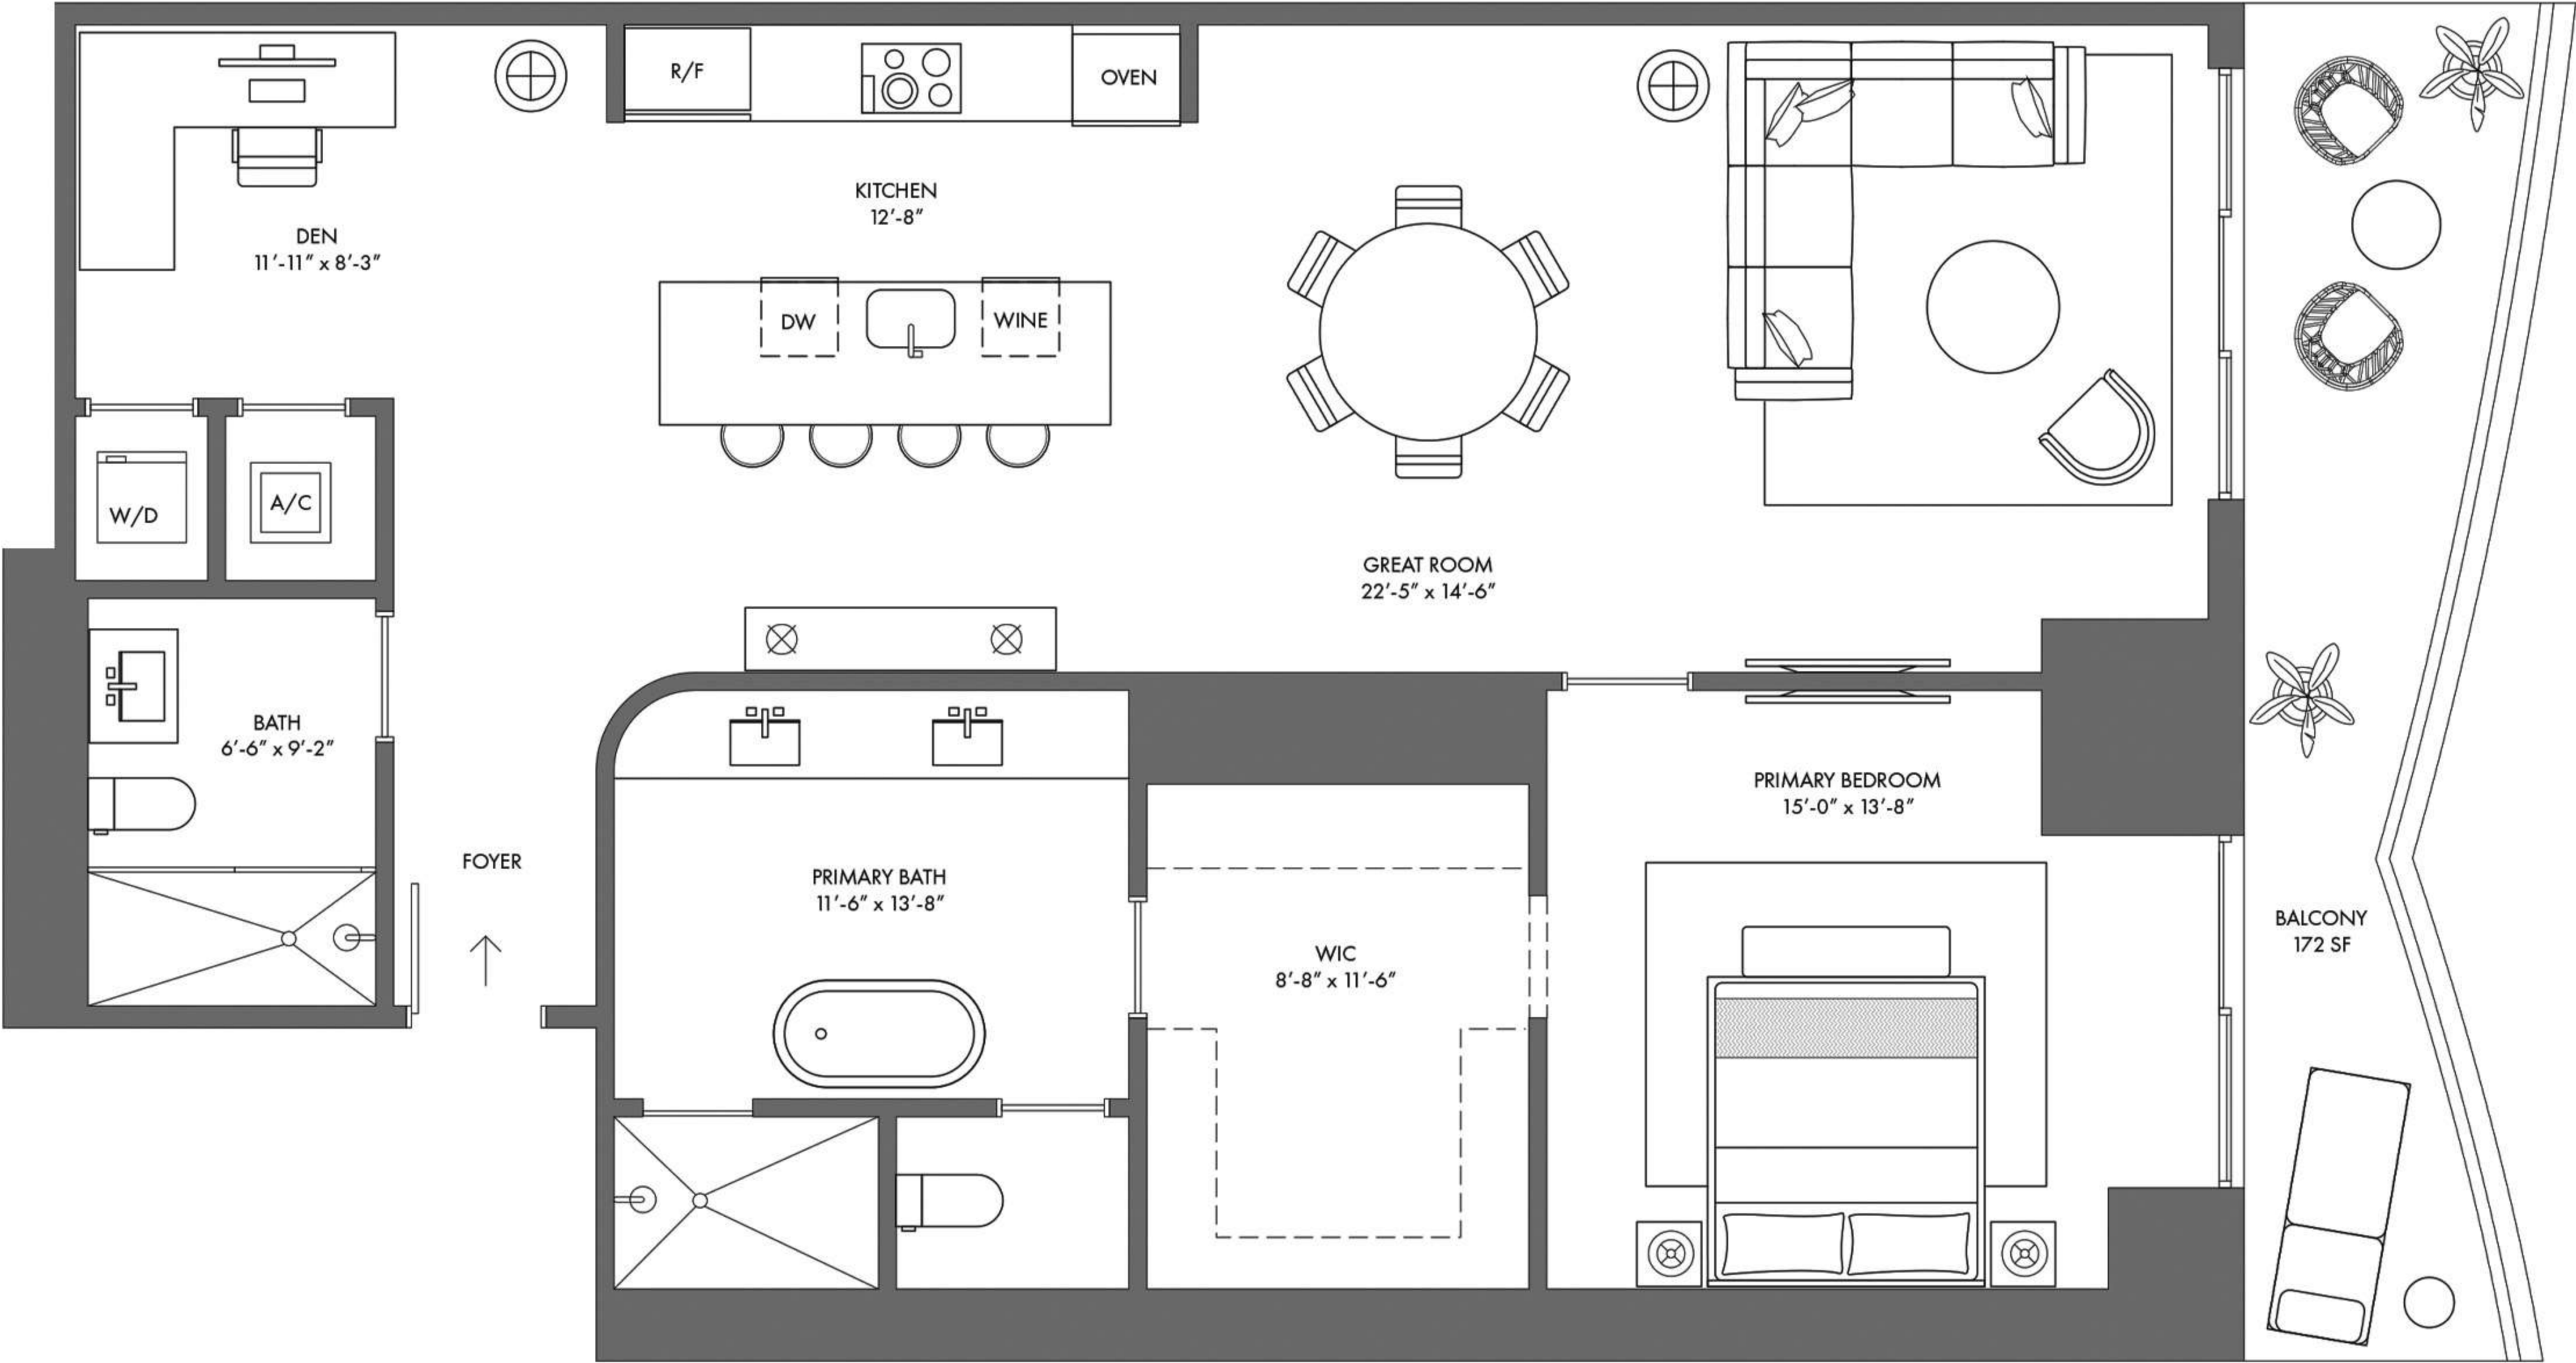 R/F
OVEN
KITCHEN
12′-8″
DEN
11′-11″ x 8′-3″
DW
WINE
W/D
A/C
GREAT ROOM
22′-5″ x 14′-6″
BATH
6′-6″ x 9′-2″
PRIMARY BEDROOM
15′-0″ x 13′-8″
FOYER
PRIMARY BATH
11′-6″ x 13′-8″
WIC
8′-8″ x 11′-6″
BALCONY
172 SF